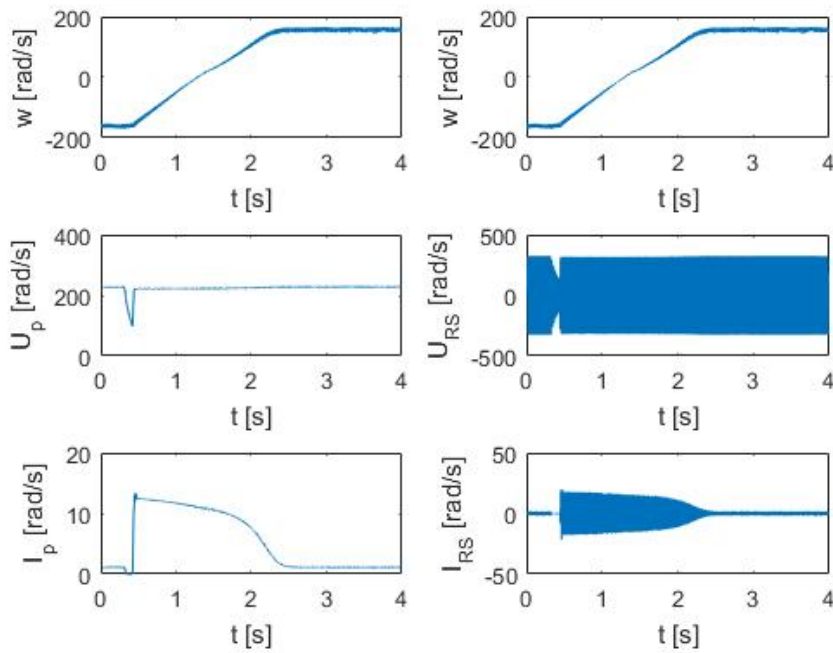 200
0
-200
w [rad/s]
0 1 2 3 4
t [s]
200
0
-200
w [rad/s]
0 1 2 3 4
t [s]
400
200
0
U_p [rad/s]
0 1 2 3 4
t [s]
500
0
-500
U_RS [rad/s]
0 1 2 3 4
t [s]
20
10
0
I_p [rad/s]
0 1 2 3 4
t [s]
50
0
-50
I_RS [rad/s]
0 1 2 3 4
t [s]